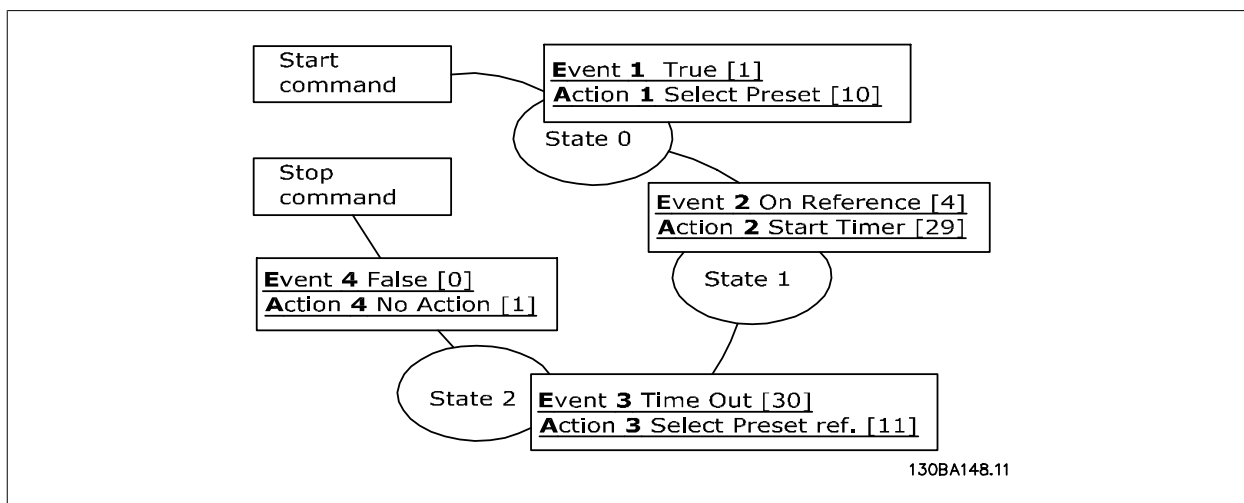 Start
command
Event 1 True [1]
Action 1 Select Preset [10]
State 0
Stop
command
Event 2 On Reference [4]
Action 2 Start Timer [29]
State 1
Event 4 False [0]
Action 4 No Action [1]
State 2
Event 3 Time Out [30]
Action 3 Select Preset ref. [11]
130BA148.11